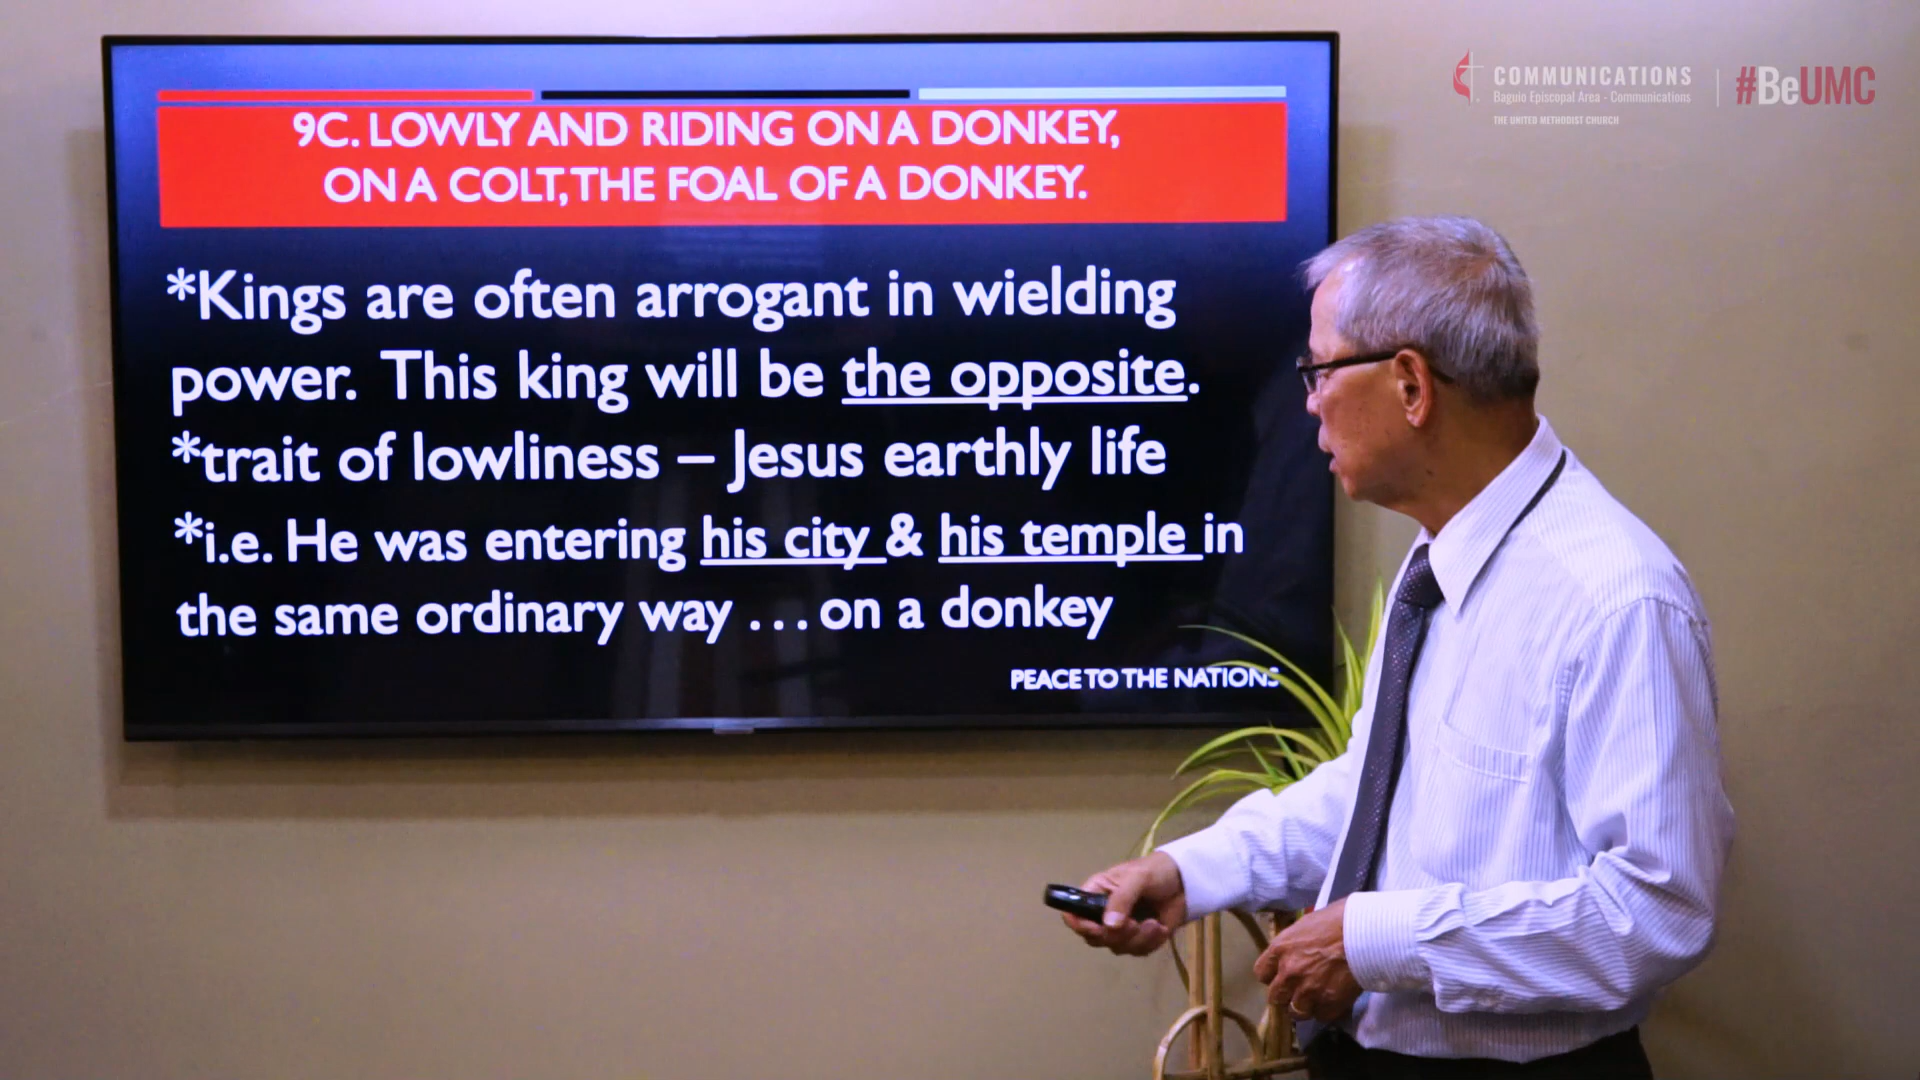 9C. LOWLY AND RIDING ON A DONKEY,
ON A COLT, THE FOAL OF A DONKEY.
*Kings are often arrogant in wielding
power. This king will be the opposite.
*trait of lowliness – Jesus earthly life
*i.e. He was entering his city & his temple in
the same ordinary way . . . on a donkey
PEACE TO THE NATIONS
COMMUNICATIONS
Baguio Episcopal Area - Communications
THE UNITED METHODIST CHURCH
#BeUMC